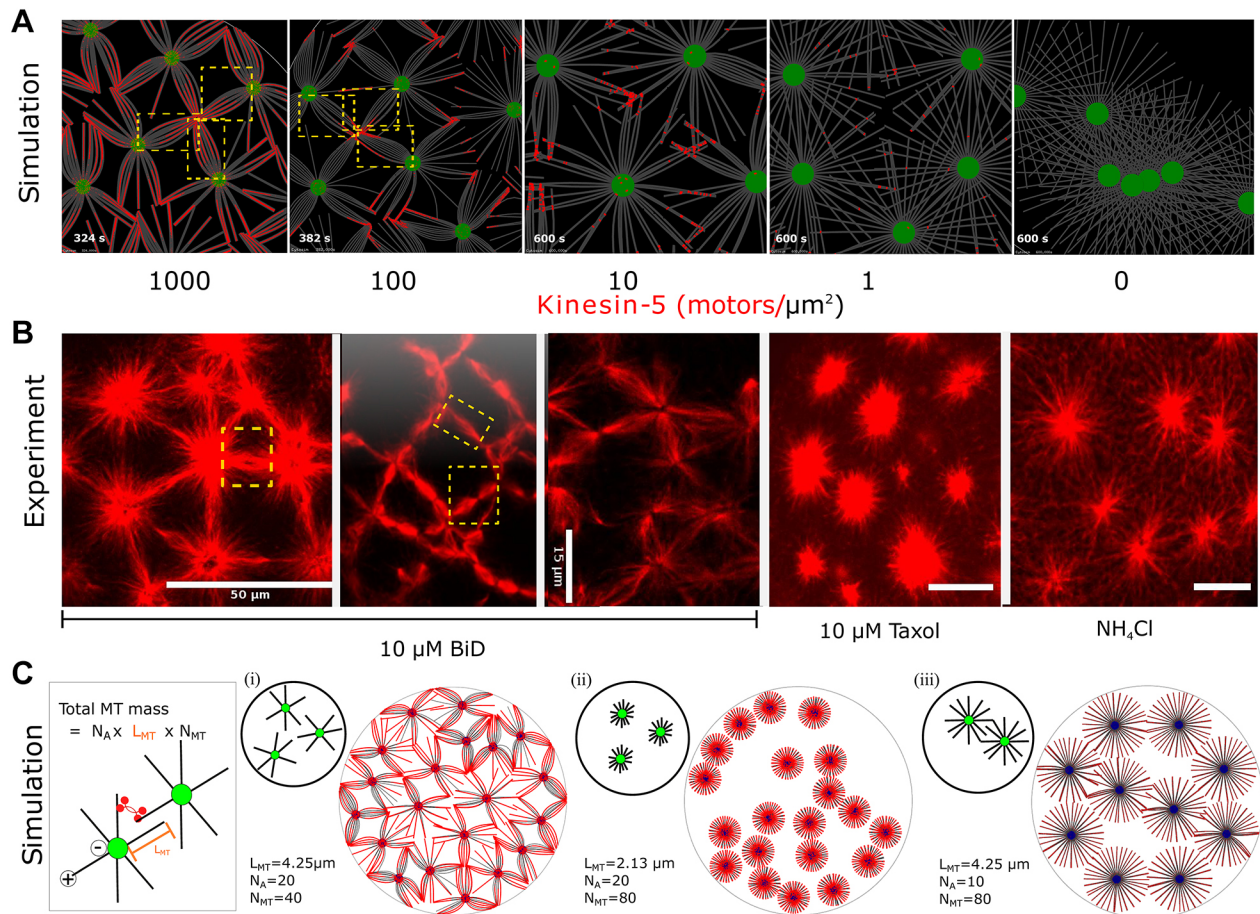 A
Simulation
324 s
382 s
600 s
600 s
600 s
1000
100
10
1
0
Kinesin-5 (motors/µm²)
B
Experiment
50 µm
15 µm
10 µM BiD
10 µM Taxol
NH₄Cl
C
Simulation
Total MT mass
= N_A x L_MT x N_MT
L_MT
-
+
(i)
L_MT=4.25µm
N_A=20
N_MT=40
(ii)
L_MT=2.13 µm
N_A=20
N_MT=80
(iii)
L_MT=4.25 µm
N_A=10
N_MT=80